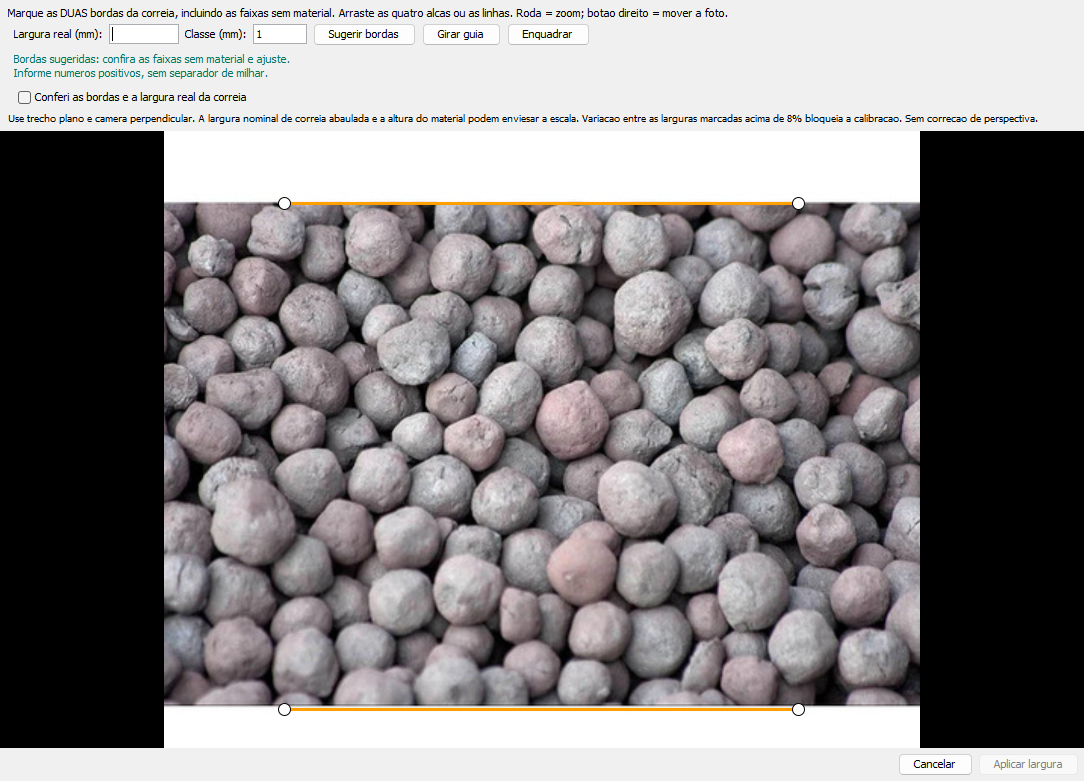 Marque as DUAS bordas da correia, incluindo as faixas sem material. Arraste as quatro alcas ou as linhas. Roda = zoom; botao direito = mover a foto.
Largura real (mm): Classe (mm): 1 Sugerir bordas Girar guia Enquadrar
Bordas sugeridas: confira as faixas sem material e ajuste.
Informe numeros positivos, sem separador de milhar.
Conferi as bordas e a largura real da correia
Use trecho plano e camera perpendicular. A largura nominal de correia abaulada e a altura do material podem enviesar a escala. Variacao entre as larguras marcadas acima de 8% bloqueia a calibracao. Sem correcao de perspectiva.
Cancelar Aplicar largura